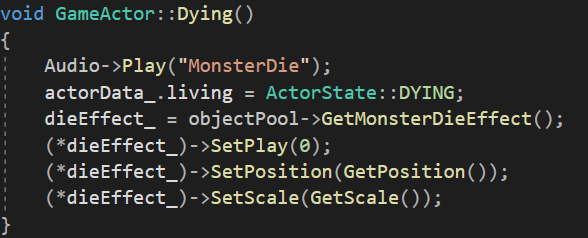 void GameActor::Dying()
{
    Audio->Play("MonsterDie");
    actorData_.living = ActorState::DYING;
    dieEffect_ = objectPool->GetMonsterDieEffect();
    (*dieEffect_)->SetPlay(0);
    (*dieEffect_)->SetPosition(GetPosition());
    (*dieEffect_)->SetScale(GetScale());
}